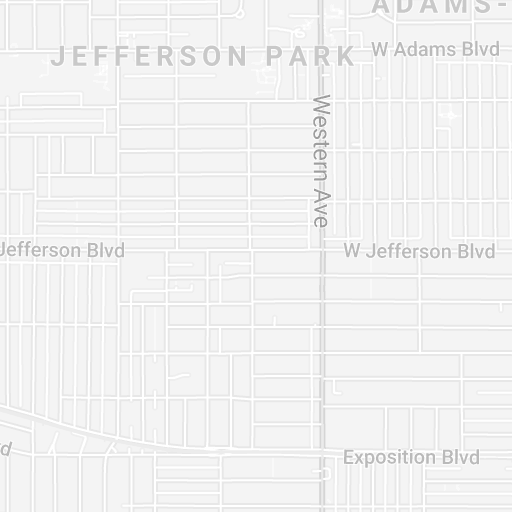 ADAMS-
JEFFERSON PARK
W Adams Blvd
Western Ave
Jefferson Blvd
W Jefferson Blvd
Exposition Blvd